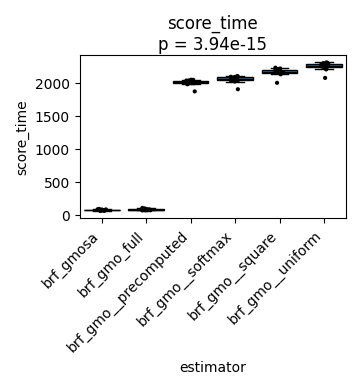 score_time
p = 3.94e-15
score_time
2000
1500
1000
500
0
brf_gmosa
brf_gmo_full
brf_gmo__precomputed
brf_gmo__softmax
brf_gmo__square
brf_gmo__uniform
estimator